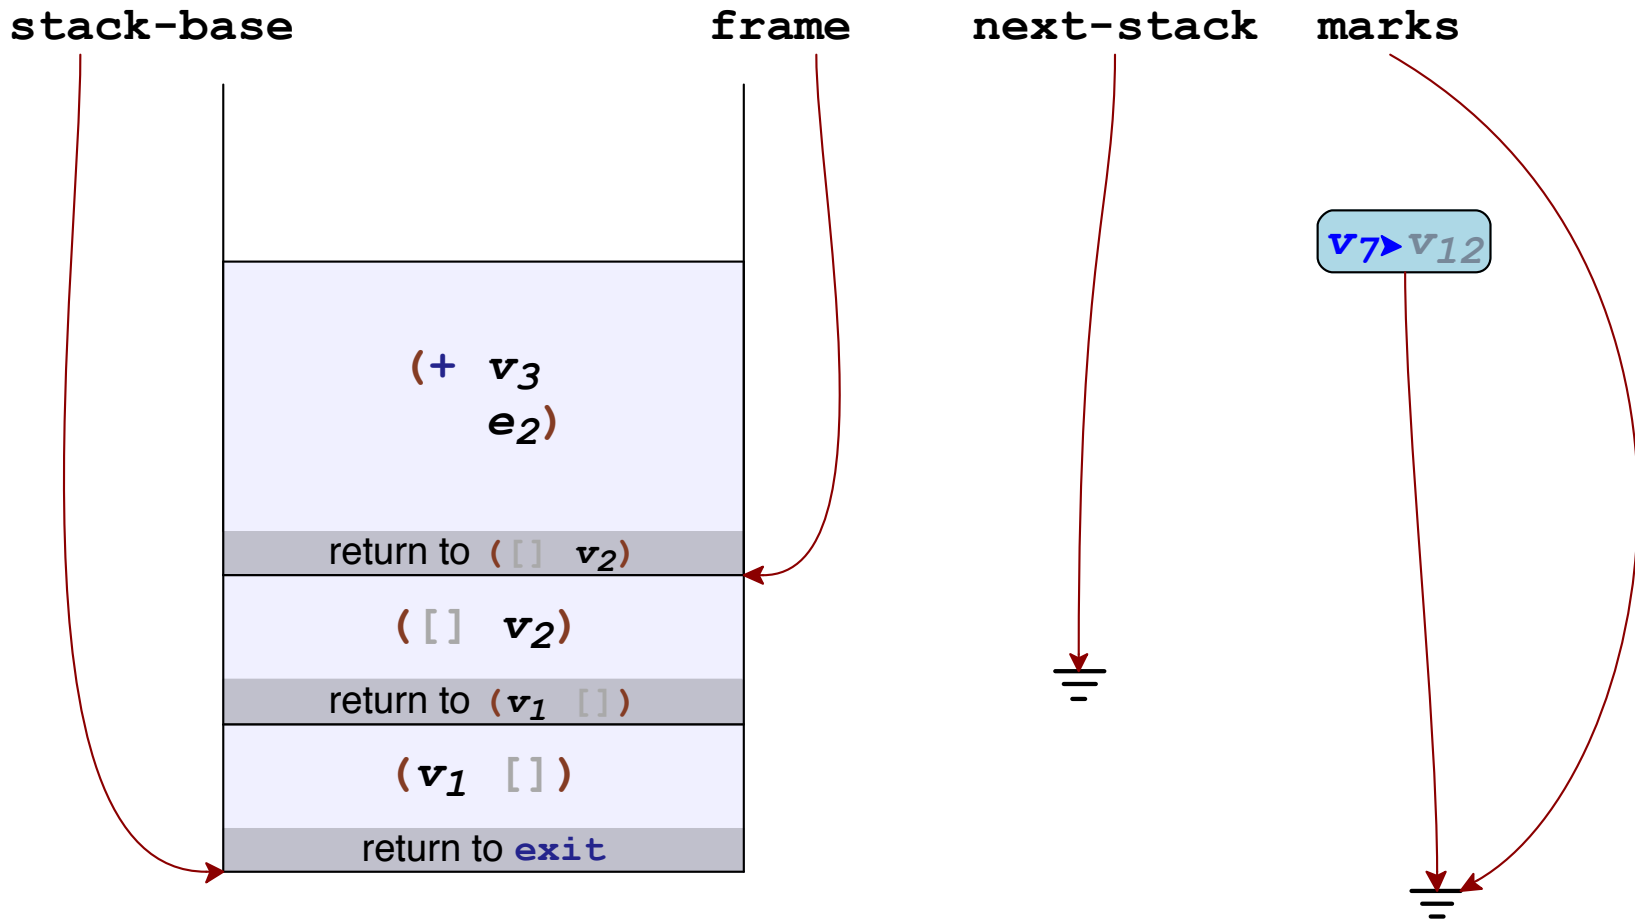 stack-base frame next-stack marks
v7➤v12
(+ v3
e2)
return to ([] v2)
([] v2)
return to (v1 [])
(v1 [])
return to exit